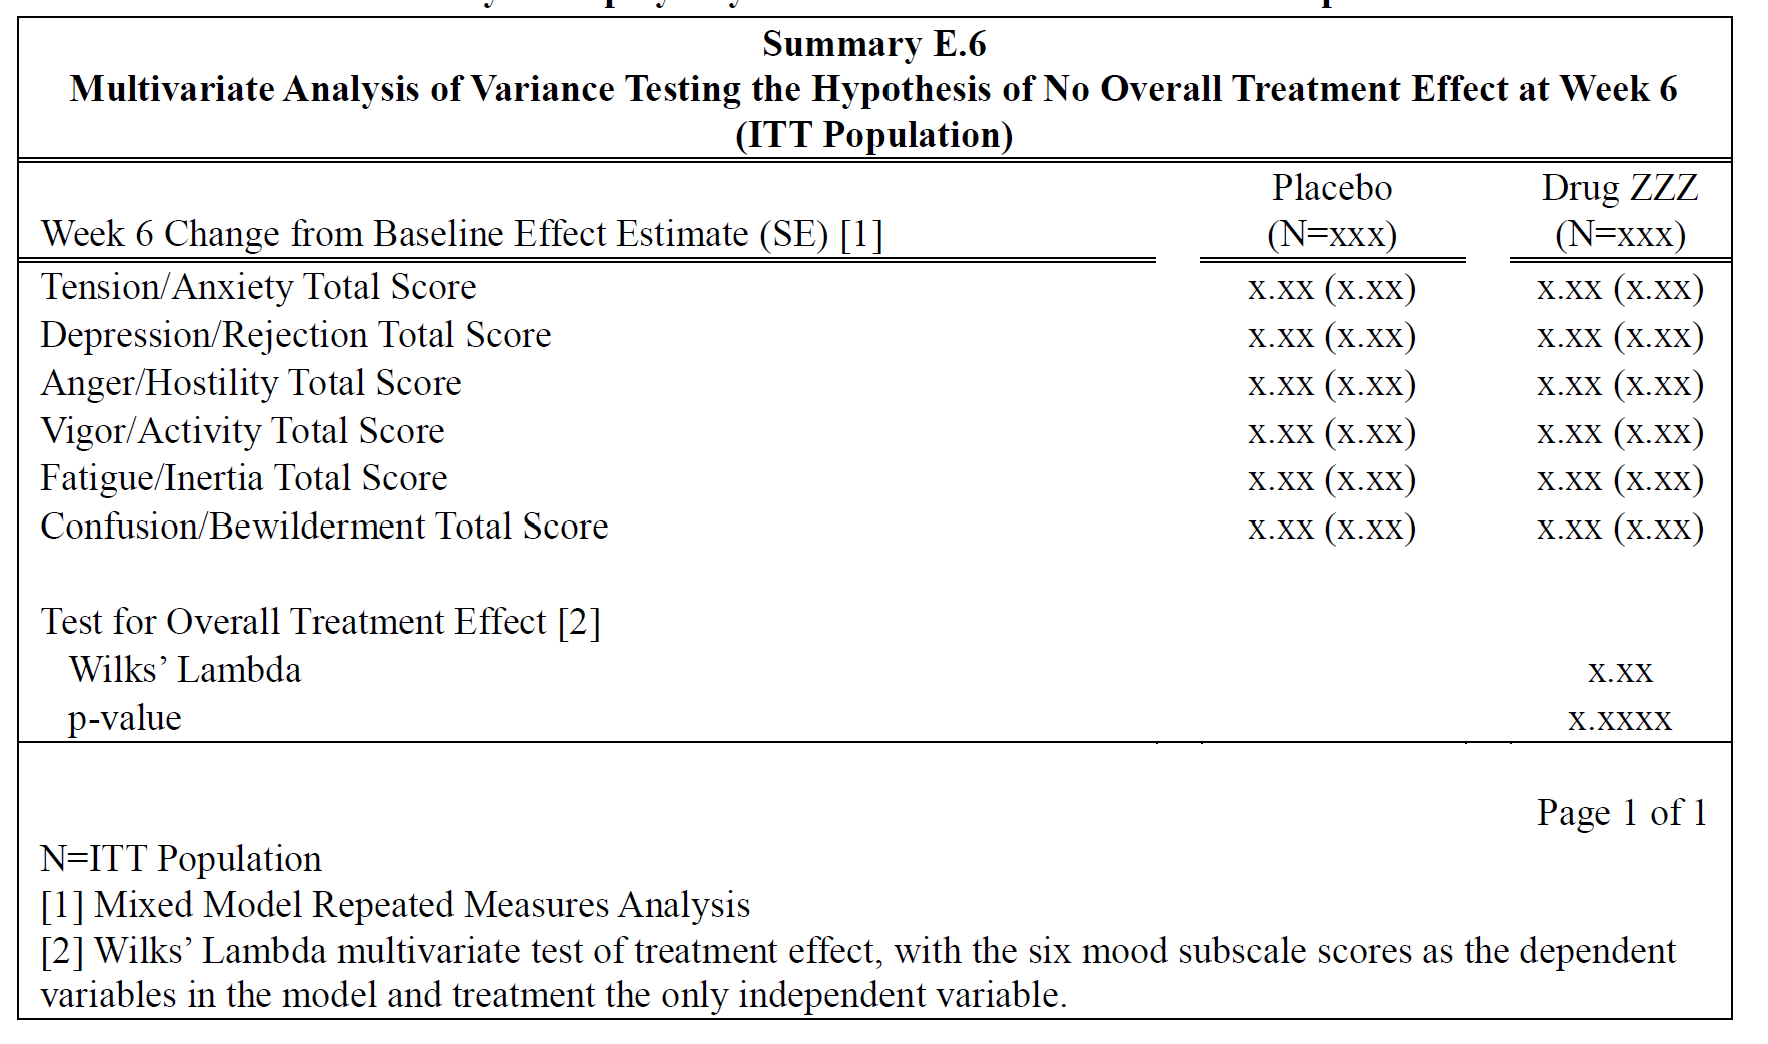 Summary E.6
Multivariate Analysis of Variance Testing the Hypothesis of No Overall Treatment Effect at Week 6
(ITT Population)
Placebo Drug ZZZ
Week 6 Change from Baseline Effect Estimate (SE) [1] (N=xxx) (N=xxx)
Tension/Anxiety Total Score x.xx (x.xx) x.xx (x.xx)
Depression/Rejection Total Score x.xx (x.xx) x.xx (x.xx)
Anger/Hostility Total Score x.xx (x.xx) x.xx (x.xx)
Vigor/Activity Total Score x.xx (x.xx) x.xx (x.xx)
Fatigue/Inertia Total Score x.xx (x.xx) x.xx (x.xx)
Confusion/Bewilderment Total Score x.xx (x.xx) x.xx (x.xx)
Test for Overall Treatment Effect [2]
Wilks’ Lambda x.xx
p-value x.xxxx
Page 1 of 1
N=ITT Population
[1] Mixed Model Repeated Measures Analysis
[2] Wilks’ Lambda multivariate test of treatment effect, with the six mood subscale scores as the dependent
variables in the model and treatment the only independent variable.